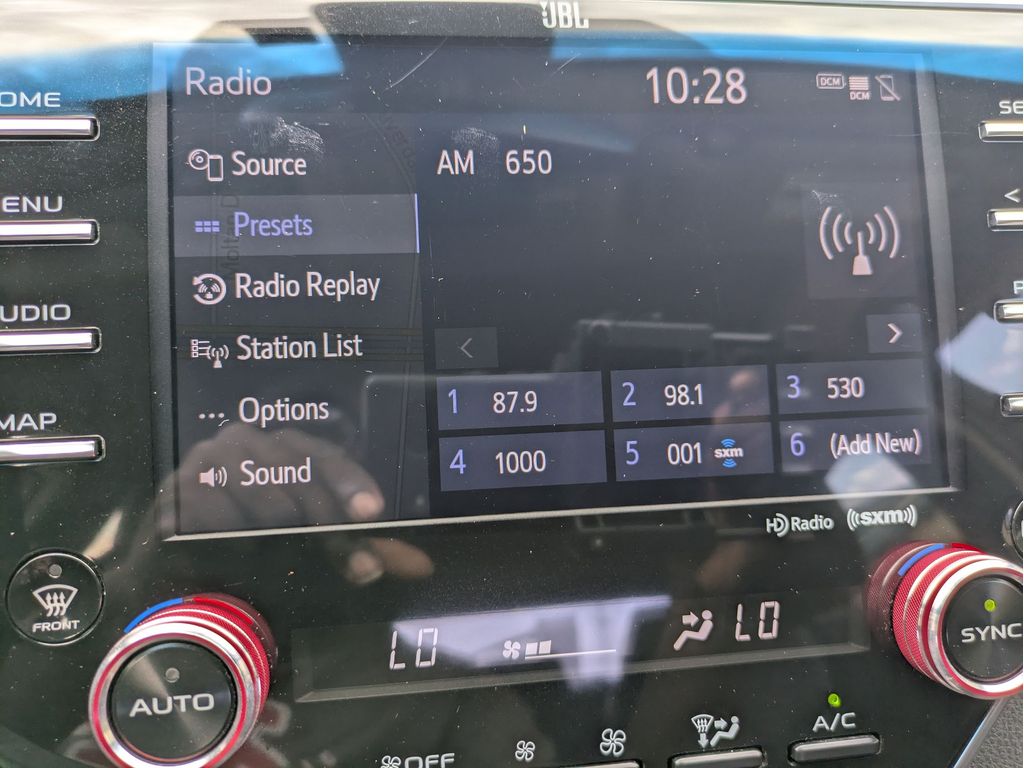 JBL
Radio
10:28
DCM
DCM
Source
AM 650
Presets
Radio Replay
Station List
Options
Sound
1 87.9
2 98.1
3 530
4 1000
5 001 sxm
6 (Add New)
HD Radio ((sxm))
OME
ENU
UDIO
MAP
SE
FRONT
AUTO
LO
LO
SYNC
A/C
OFF